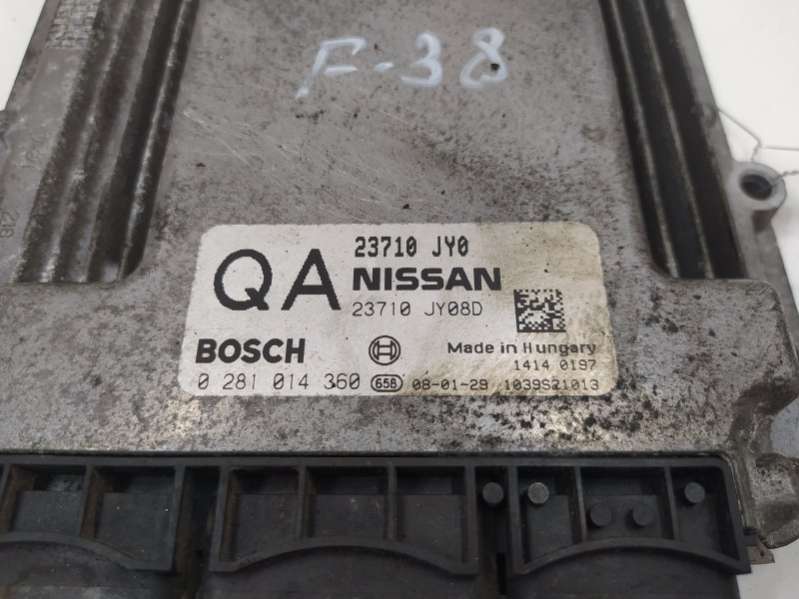 F-38
23710 JY0
QA NISSAN
23710 JY08D
BOSCH
Made in Hungary
1414 0197
0 281 014 360 656 08-01-29 1039S21013